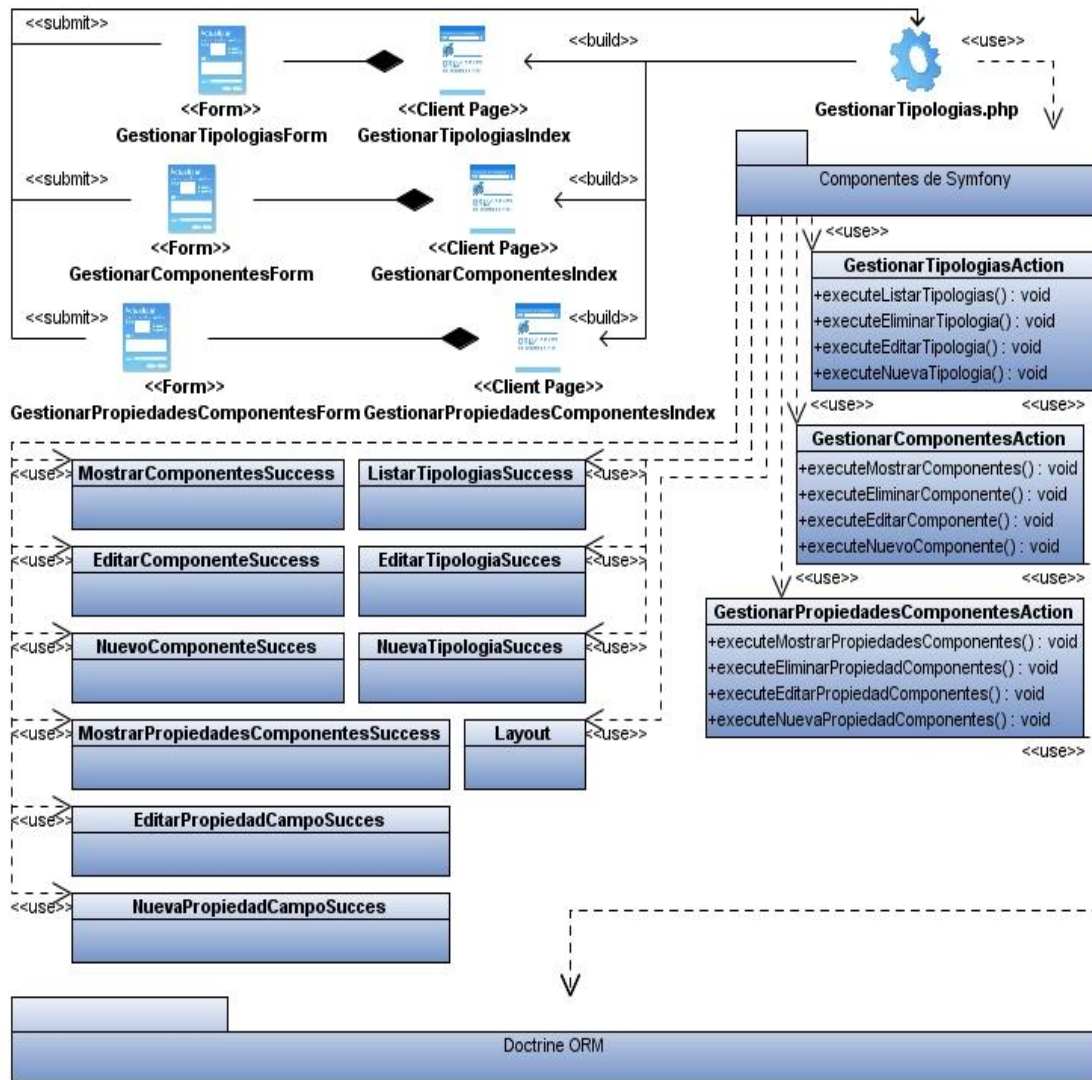 <<submit>>
<<build>>
<<use>>
<<Form>>
GestionarTipologiasForm
<<Client Page>>
GestionarTipologiasIndex
GestionarTipologias.php
<<submit>>
<<build>>
<<Form>>
GestionarComponentesForm
<<Client Page>>
GestionarComponentesIndex
<<submit>>
<<build>>
<<Form>>
GestionarPropiedadesComponentesForm
<<Client Page>>
GestionarPropiedadesComponentesIndex
Componentes de Symfony
<<use>>
GestionarTipologiasAction
+executeListarTipologias() : void
+executeEliminarTipologia() : void
+executeEditarTipologia() : void
+executeNuevaTipologia() : void
<<use>>
<<use>>
GestionarComponentesAction
+executeMostrarComponentes() : void
+executeEliminarComponente() : void
+executeEditarComponente() : void
+executeNuevoComponente() : void
<<use>>
<<use>>
GestionarPropiedadesComponentesAction
+executeMostrarPropiedadesComponentes() : void
+executeEliminarPropiedadComponentes() : void
+executeEditarPropiedadComponentes() : void
+executeNuevaPropiedadComponentes() : void
<<use>>
<<use>>
MostrarComponentesSuccess
ListarTipologiasSuccess
<<use>>
<<use>>
EditarComponenteSuccess
EditarTipologiaSucces
<<use>>
<<use>>
NuevoComponenteSucces
NuevaTipologiaSucces
<<use>>
<<use>>
MostrarPropiedadesComponentesSuccess
Layout
<<use>>
<<use>>
EditarPropiedadCampoSucces
<<use>>
NuevaPropiedadCampoSucces
Doctrine ORM